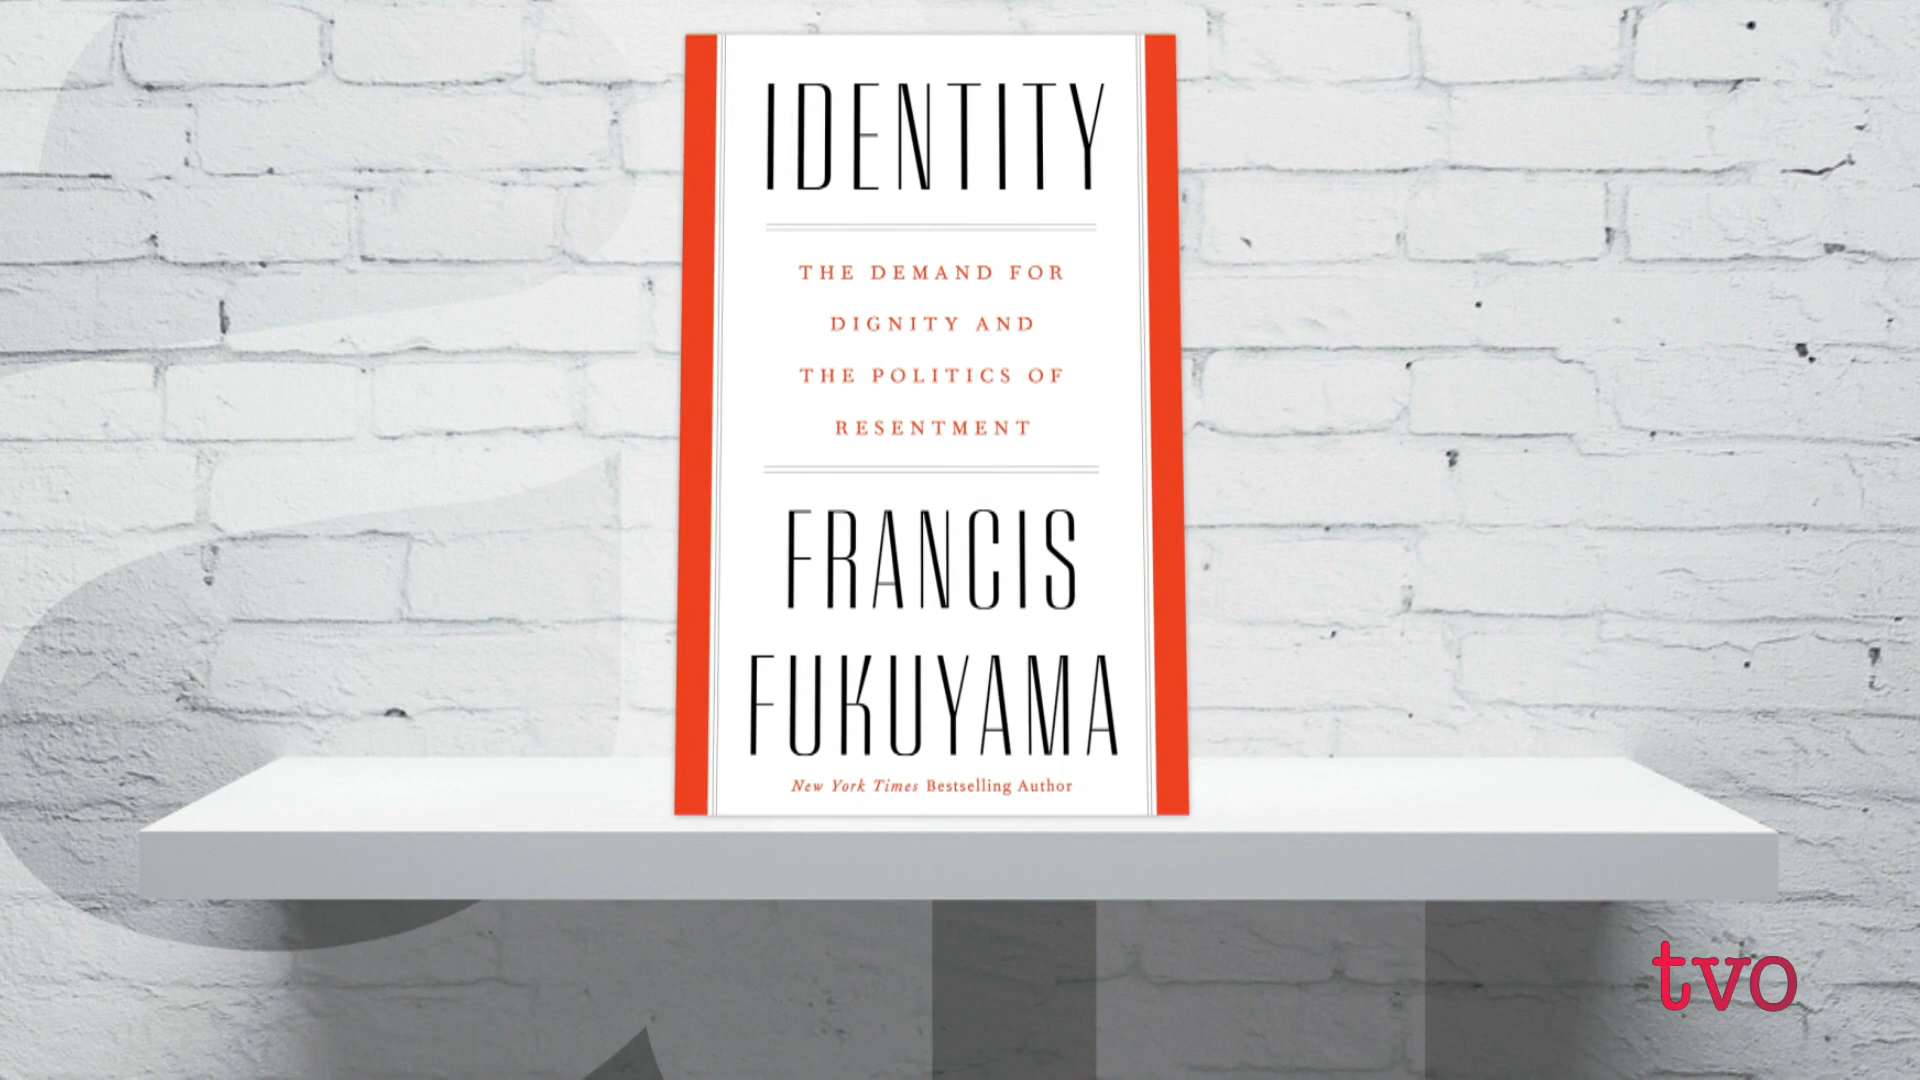 IDENTITY
THE DEMAND FOR
DIGNITY AND
THE POLITICS OF
RESENTMENT
FRANCIS
FUKUYAMA
New York Times Bestselling Author
tvo